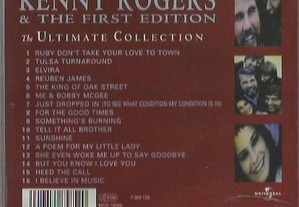 KENNY ROGERS
& THE FIRST EDITION
The ULTIMATE COLLECTION
1 RUBY DON'T TAKE YOUR LOVE TO TOWN
2 TULSA TURNAROUND
3 ELVIRA
4 REUBEN JAMES
5 THE KING OF OAK STREET
6 ME & BOBBY MCGEE
7 JUST DROPPED IN (TO SEE WHAT CONDITION MY CONDITION IS IN)
8 FOR THE GOOD TIMES
9 SOMETHING'S BURNING
10 TELL IT ALL BROTHER
11 SUNSHINE
12 A POEM FOR MY LITTLE LADY
13 SHE EVEN WOKE ME UP TO SAY GOODBYE
14 BUT YOU KNOW I LOVE YOU
15 HEED THE CALL
16 I BELIEVE IN MUSIC
UNIVERSAL